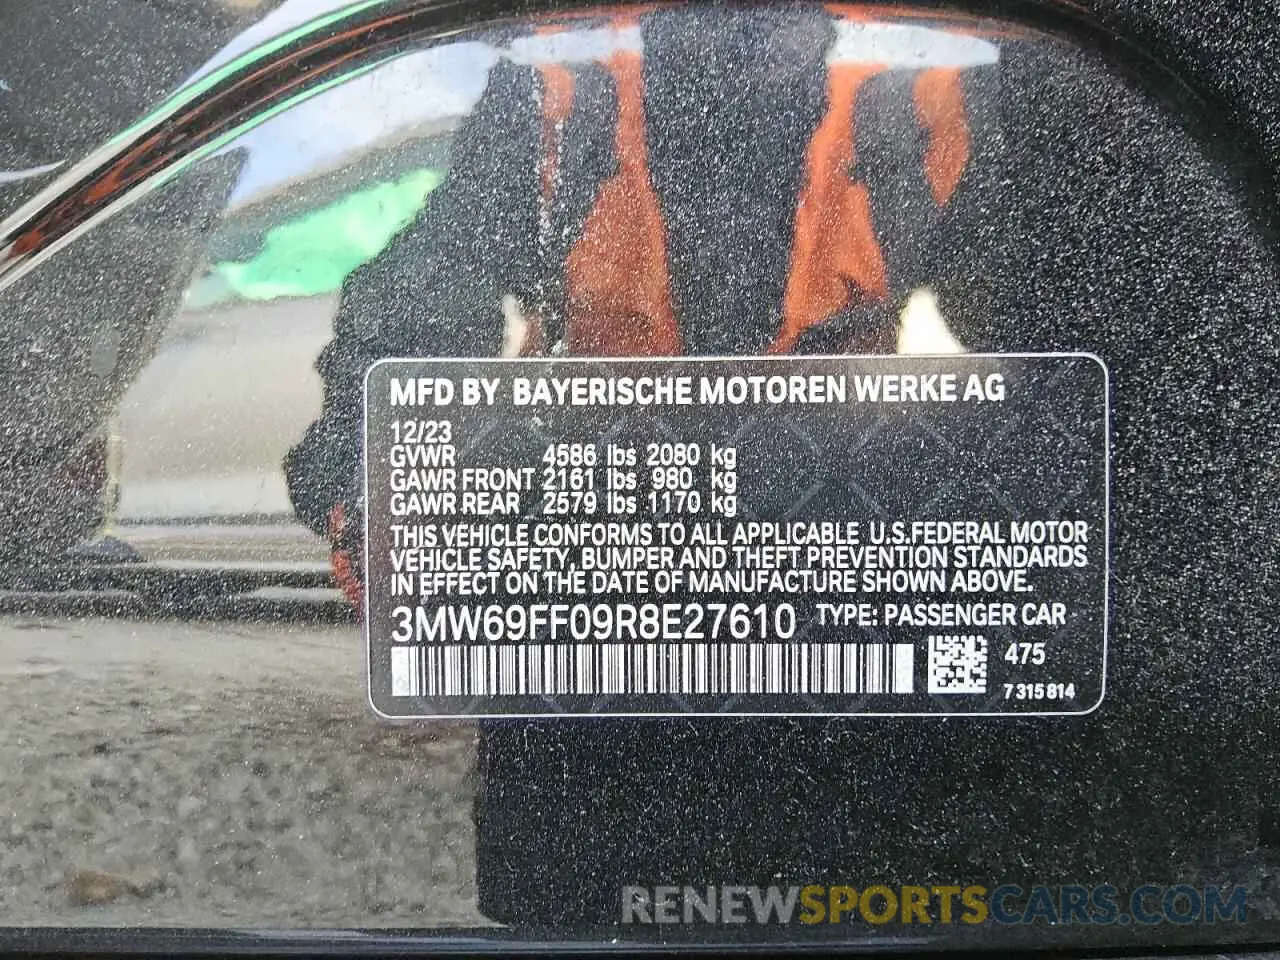 MFD BY BAYERISCHE MOTOREN WERKE AG
12/23
GVWR 4586 lbs 2080 kg
GAWR FRONT 2161 lbs 980 kg
GAWR REAR 2579 lbs 1170 kg
THIS VEHICLE CONFORMS TO ALL APPLICABLE U.S.FEDERAL MOTOR
VEHICLE SAFETY, BUMPER AND THEFT PREVENTION STANDARDS
IN EFFECT ON THE DATE OF MANUFACTURE SHOWN ABOVE.
3MW69FF09R8E27610 TYPE: PASSENGER CAR
475
7 315 814
RENEWSPORTSCARS.COM